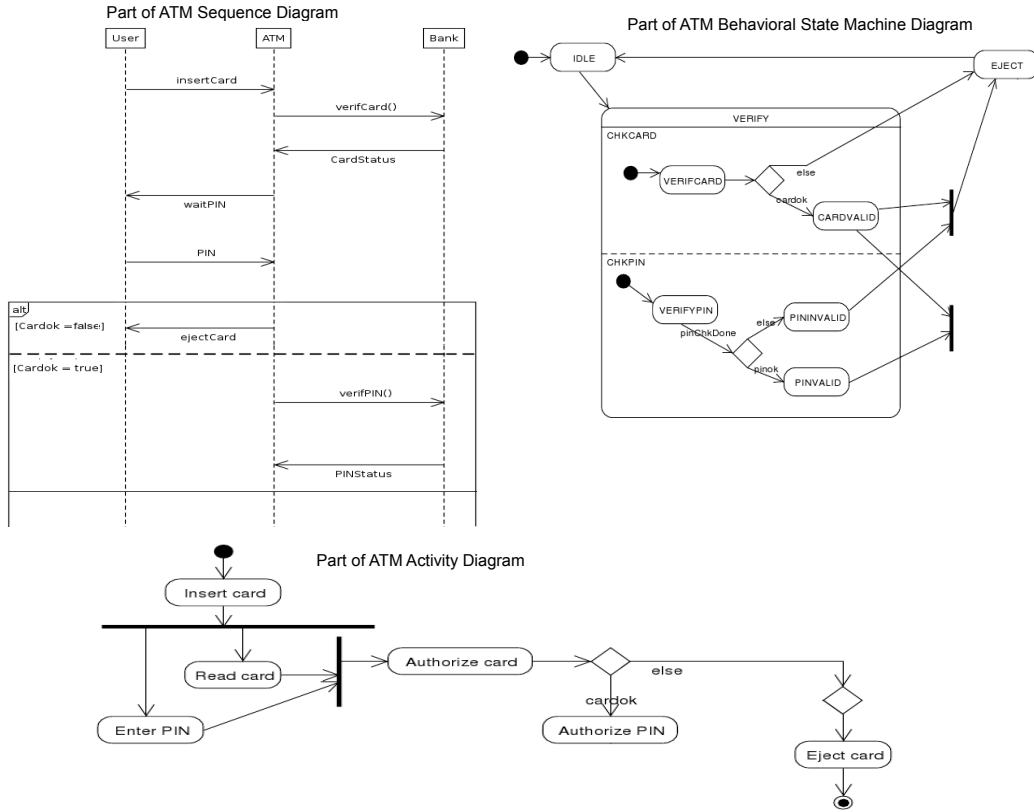 Part of ATM Sequence Diagram
User
ATM
Bank
insertCard
verifCard()
CardStatus
waitPIN
PIN
alt
[Cardok =false]
ejectCard
[Cardok = true]
verifPIN()
PINStatus
Part of ATM Behavioral State Machine Diagram
IDLE
EJECT
VERIFY
CHKCARD
VERIFCARD
else
cardok
CARDVALID
CHKPIN
VERIFYPIN
pinChkDone
else
PININVALID
pinok
PINVALID
Part of ATM Activity Diagram
Insert card
Read card
Enter PIN
Authorize card
else
cardok
Authorize PIN
Eject card